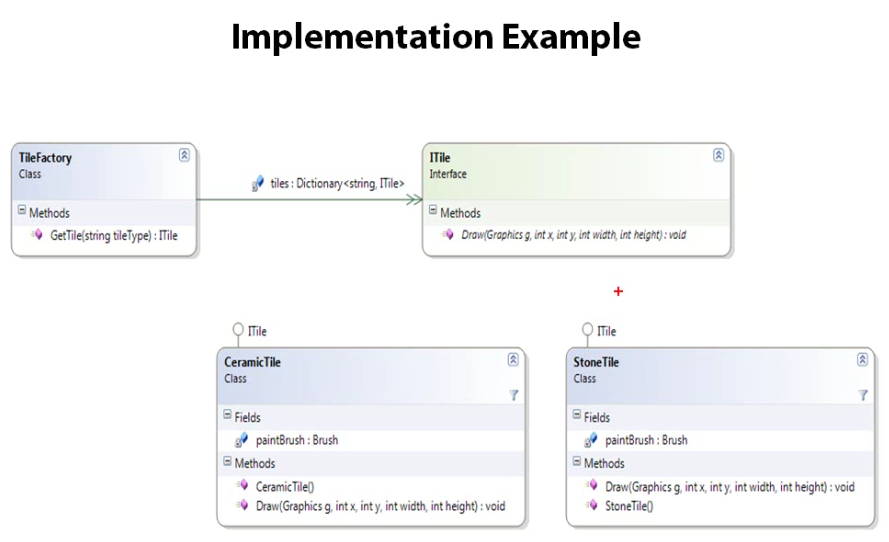 Implementation Example
TileFactory
Class
Methods
GetTile(string tileType) : ITile
tiles : Dictionary<string, ITile>
ITile
Interface
Methods
Draw(Graphics g, int x, int y, int width, int height) : void
ITile
CeramicTile
Class
Fields
paintBrush : Brush
Methods
CeramicTile()
Draw(Graphics g, int x, int y, int width, int height) : void
ITile
StoneTile
Class
Fields
paintBrush : Brush
Methods
Draw(Graphics g, int x, int y, int width, int height) : void
StoneTile()